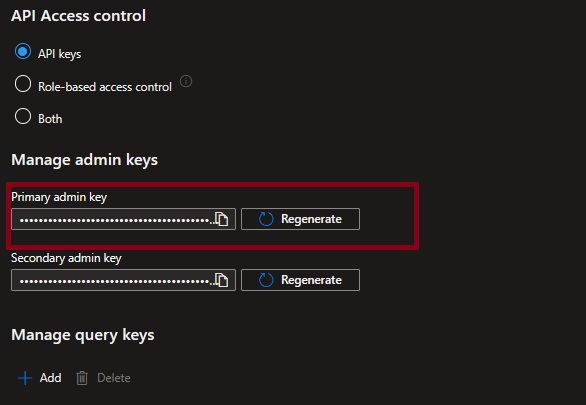 API Access control
API keys
Role-based access control
Both
Manage admin keys
Primary admin key
••••••••••••••••••••••••••••••••••••••••...
Regenerate
Secondary admin key
••••••••••••••••••••••••••••••••••••••••...
Regenerate
Manage query keys
Add Delete